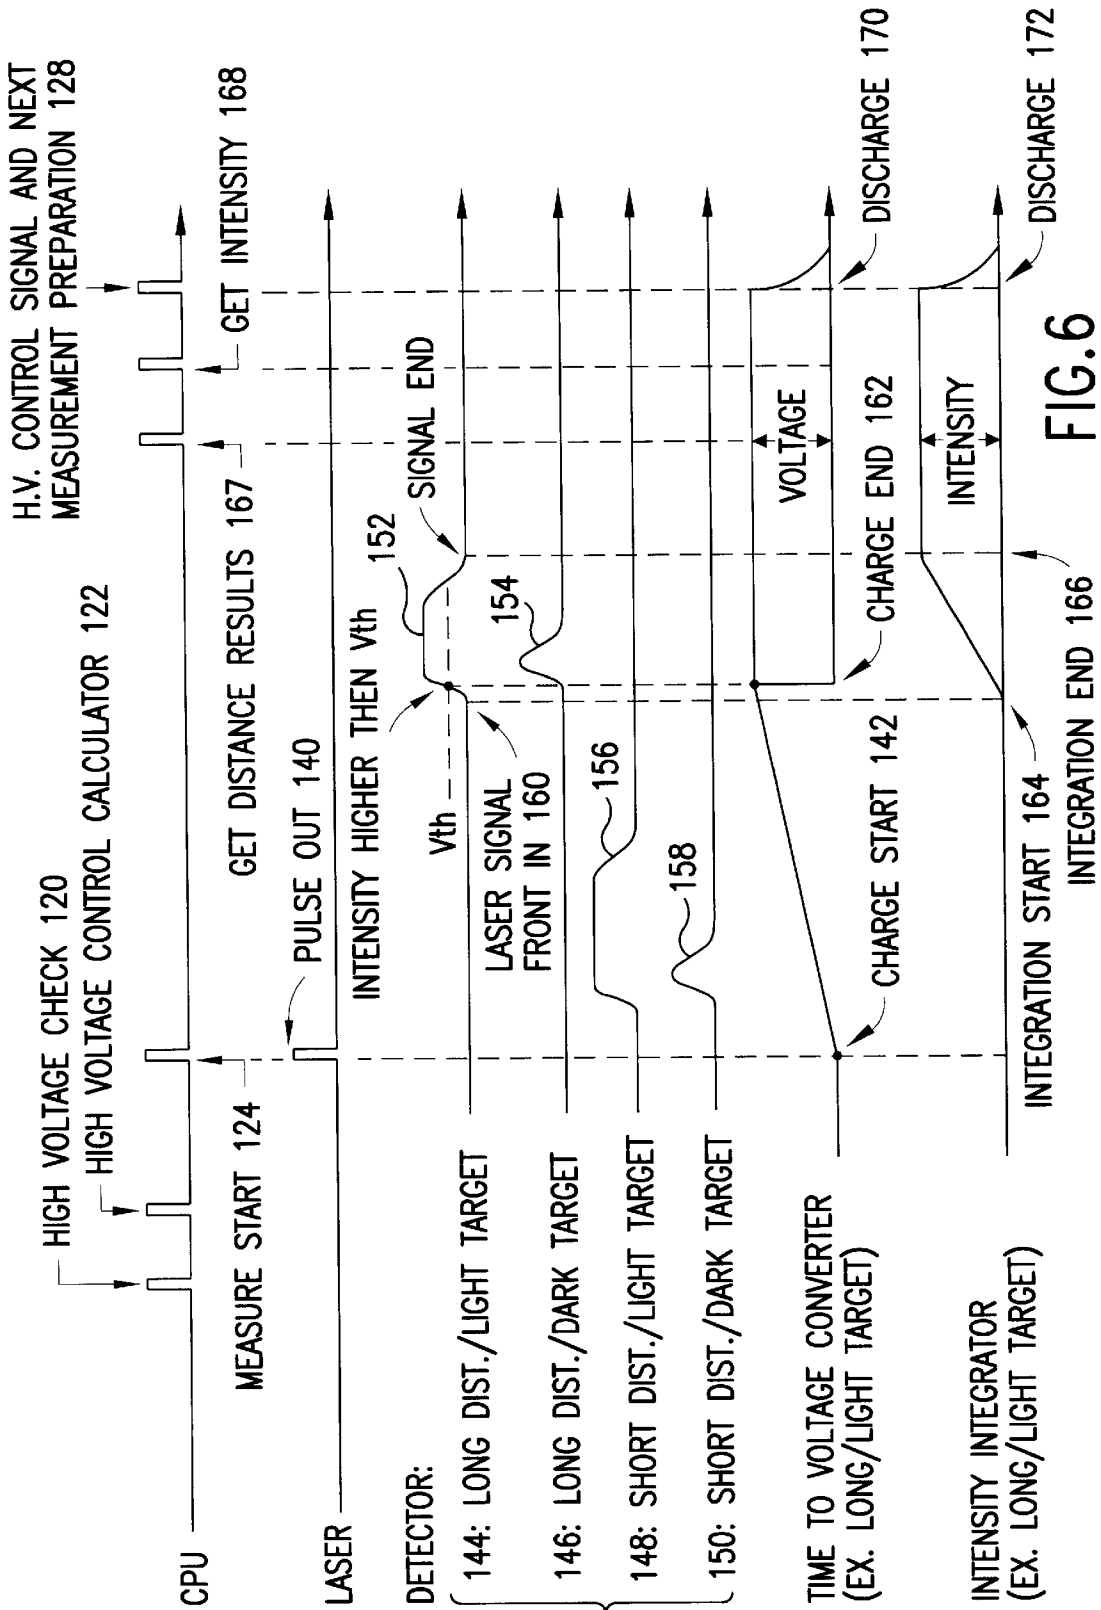 HIGH VOLTAGE CHECK 120
HIGH VOLTAGE CONTROL CALCULATOR 122
H.V. CONTROL SIGNAL AND NEXT
MEASUREMENT PREPARATION 128
CPU
MEASURE START 124
GET DISTANCE RESULTS 167
GET INTENSITY 168
PULSE OUT 140
LASER
INTENSITY HIGHER THEN Vth
152
SIGNAL END
DETECTOR:
Vth
144: LONG DIST./LIGHT TARGET
LASER SIGNAL
FRONT IN 160
154
146: LONG DIST./DARK TARGET
156
148: SHORT DIST./LIGHT TARGET
158
150: SHORT DIST./DARK TARGET
VOLTAGE
TIME TO VOLTAGE CONVERTER
(EX. LONG/LIGHT TARGET)
CHARGE START 142
CHARGE END 162
DISCHARGE 170
INTENSITY
INTENSITY INTEGRATOR
(EX. LONG/LIGHT TARGET)
INTEGRATION START 164
INTEGRATION END 166
DISCHARGE 172
FIG.6